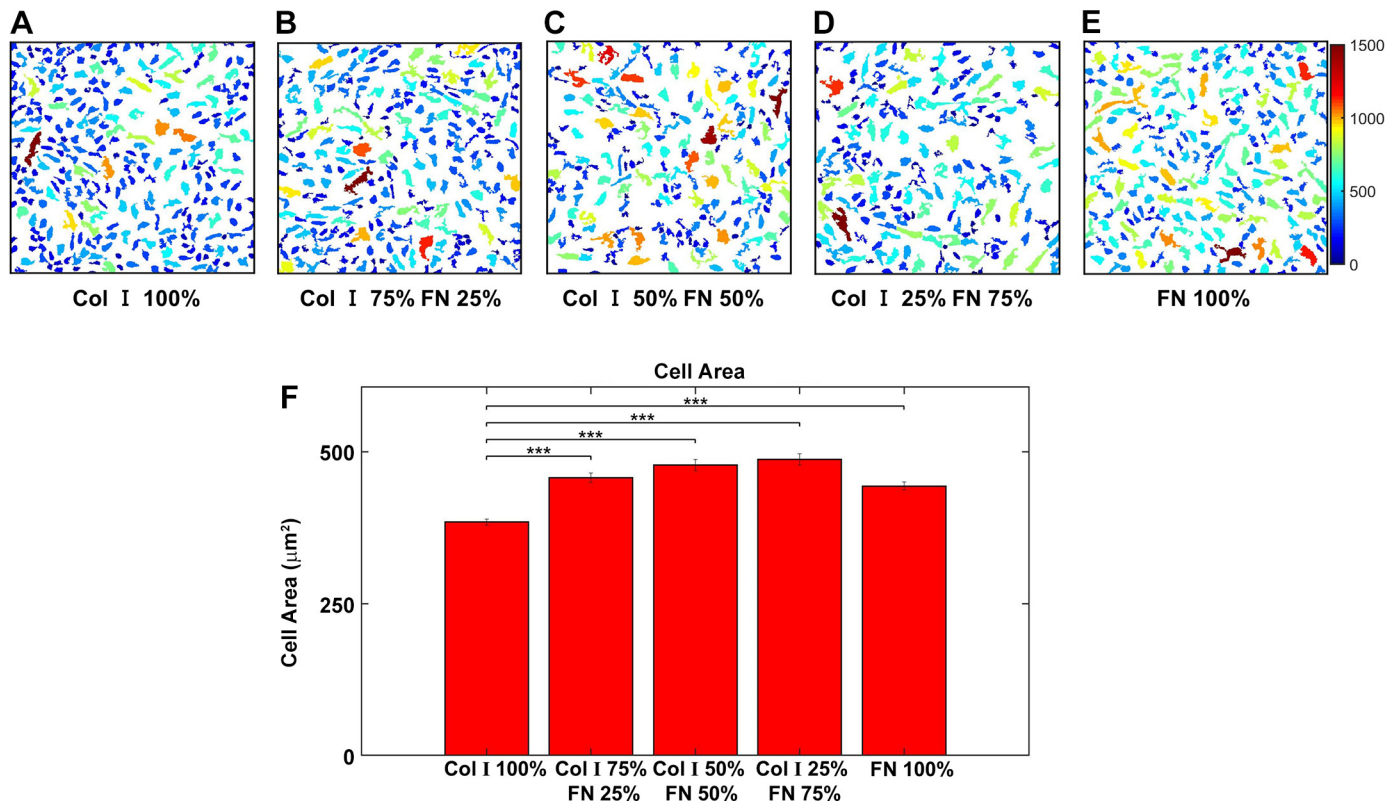 A
B
C
D
E
1500
1000
500
0
Col I 100%
Col I 75% FN 25%
Col I 50% FN 50%
Col I 25% FN 75%
FN 100%
F
Cell Area
***
***
***
***
500
250
0
Cell Area (μm²)
Col I 100%
Col I 75%
FN 25%
Col I 50%
FN 50%
Col I 25%
FN 75%
FN 100%